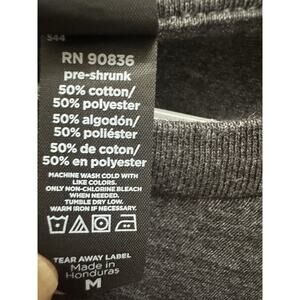 544
RN 90836
pre-shrunk
50% cotton/
50% polyester
50% algodón/
50% poliéster
50% de coton/
50% en polyester
MACHINE WASH COLD WITH
LIKE COLORS.
ONLY NON-CHLORINE BLEACH
WHEN NEEDED.
TUMBLE DRY LOW.
WARM IRON IF NECESSARY.
TEAR AWAY LABEL
Made in
Honduras
M